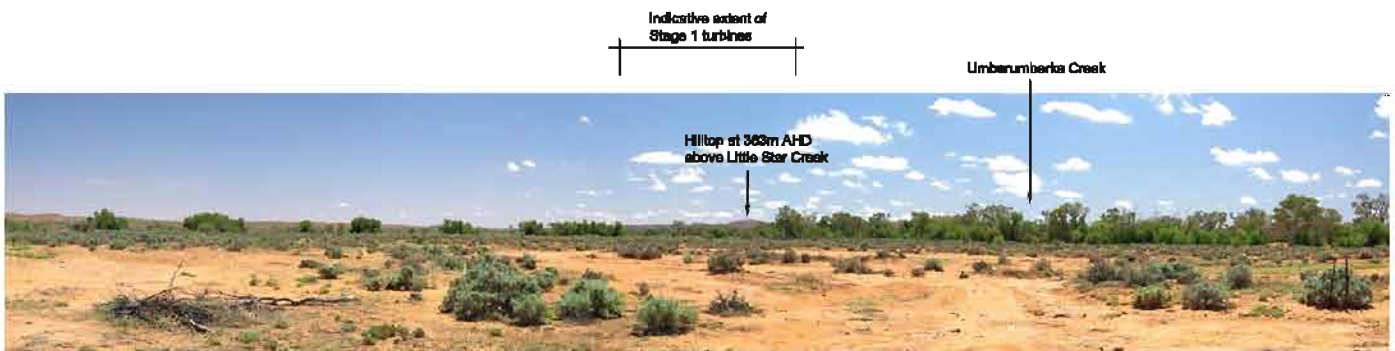 Indicative extent of
Stage 1 turbines
Umberumberka Creek
Hilltop at 363m AHD
above Little Star Creek